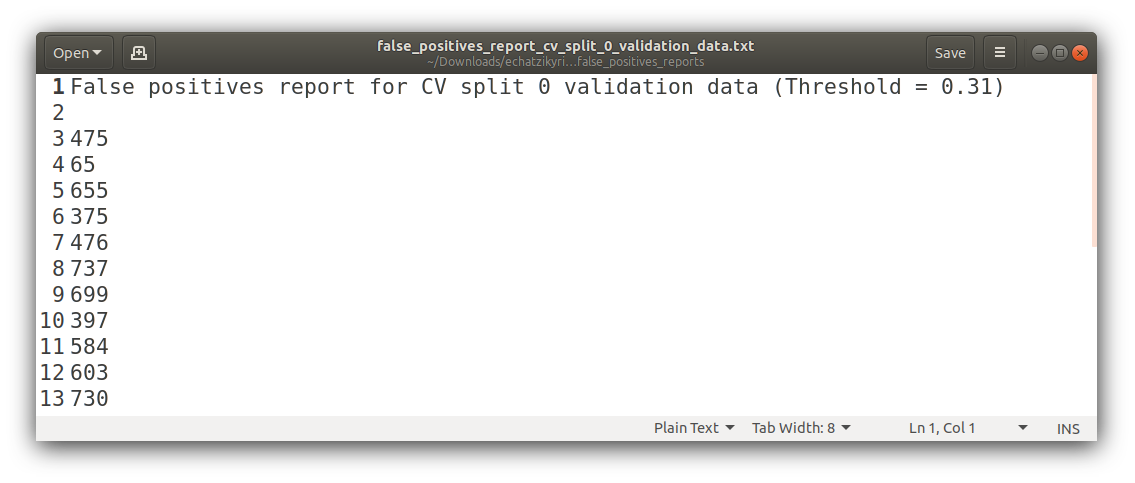 Open
false_positives_report_cv_split_0_validation_data.txt
~/Downloads/echatzikyri…false_positives_reports
Save
1 False positives report for CV split 0 validation data (Threshold = 0.31)
2
3 475
4 65
5 655
6 375
7 476
8 737
9 699
10 397
11 584
12 603
13 730
Plain Text Tab Width: 8 Ln 1, Col 1 INS